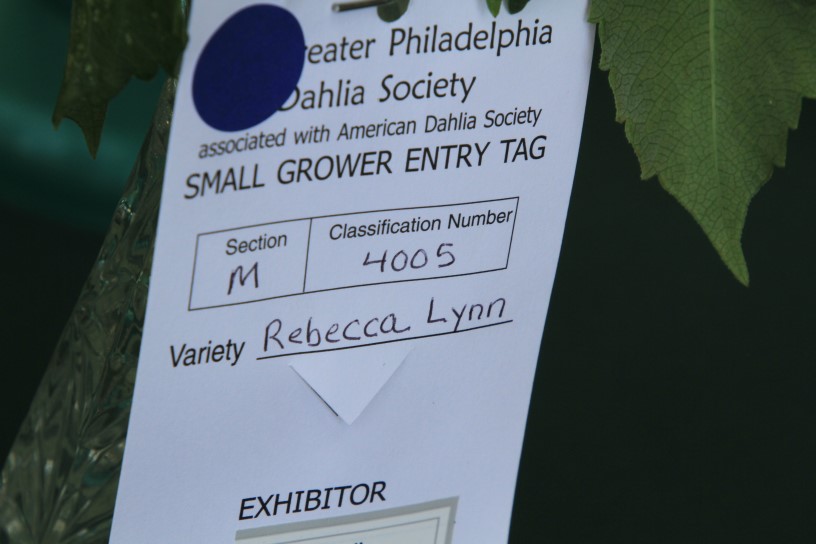 eater Philadelphia
Dahlia Society
associated with American Dahlia Society
SMALL GROWER ENTRY TAG
Section Classification Number
M 4005
Variety Rebecca Lynn
EXHIBITOR